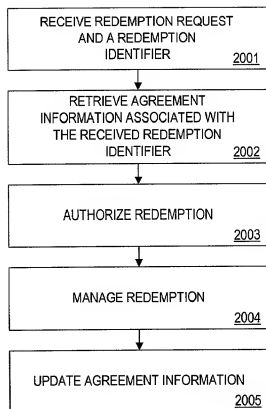 RECEIVE REDEMPTION REQUEST
AND A REDEMPTION
IDENTIFIER
2001
RETRIEVE AGREEMENT
INFORMATION ASSOCIATED WITH
THE RECEIVED REDEMPTION
IDENTIFIER
2002
AUTHORIZE REDEMPTION
2003
MANAGE REDEMPTION
2004
UPDATE AGREEMENT INFORMATION
2005